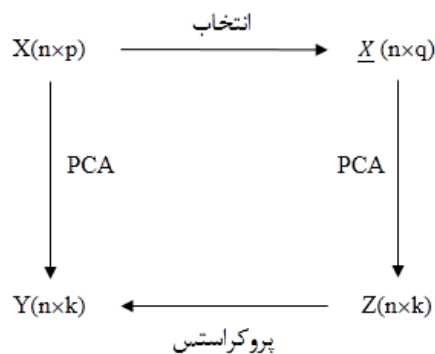 انتخاب
X(n×p)
X (n×q)
PCA
PCA
Y(n×k)
Z(n×k)
پروکراستس